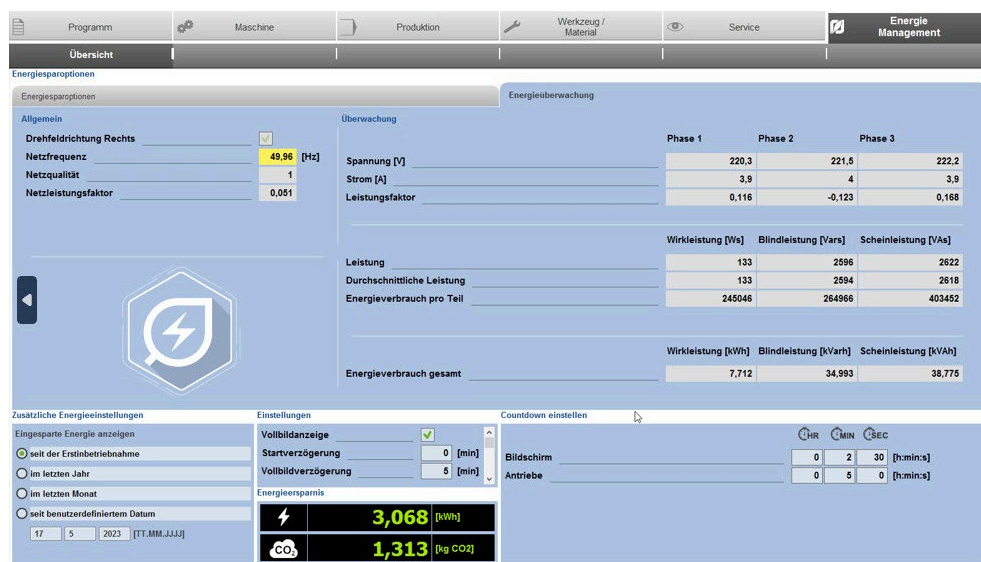 Programm
Maschine
Produktion
Werkzeug /
Material
Service
Energie
Management
Übersicht
Energiesparoptionen
Energiesparoptionen
Energieüberwachung
Allgemein
Drehfeldrichtung Rechts
Netzfrequenz 49,96 [Hz]
Netzqualität 1
Netzleistungsfaktor 0,051
Überwachung
Phase 1 Phase 2 Phase 3
Spannung [V] 220,3 221,5 222,2
Strom [A] 3,9 4 3,9
Leistungsfaktor 0,116 -0,123 0,168
Wirkleistung [Ws] Blindleistung [Vars] Scheinleistung [VAs]
Leistung 133 2596 2622
Durchschnittliche Leistung 133 2594 2618
Energieverbrauch pro Teil 245046 264966 403452
Wirkleistung [kWh] Blindleistung [kVarh] Scheinleistung [kVAh]
Energieverbrauch gesamt 7,712 34,993 38,775
Zusätzliche Energieeinstellungen
Eingesparte Energie anzeigen
seit der Erstinbetriebnahme
im letzten Jahr
im letzten Monat
seit benutzerdefiniertem Datum
17 5 2023 [TT.MM.JJJJ]
Einstellungen
Vollbildanzeige
Startverzögerung 0 [min]
Vollbildverzögerung 5 [min]
Energieersparnis
3,068 [kWh]
CO2 1,313 [kg CO2]
Countdown einstellen
HR MIN SEC
Bildschirm 0 2 30 [h:min:s]
Antriebe 0 5 0 [h:min:s]